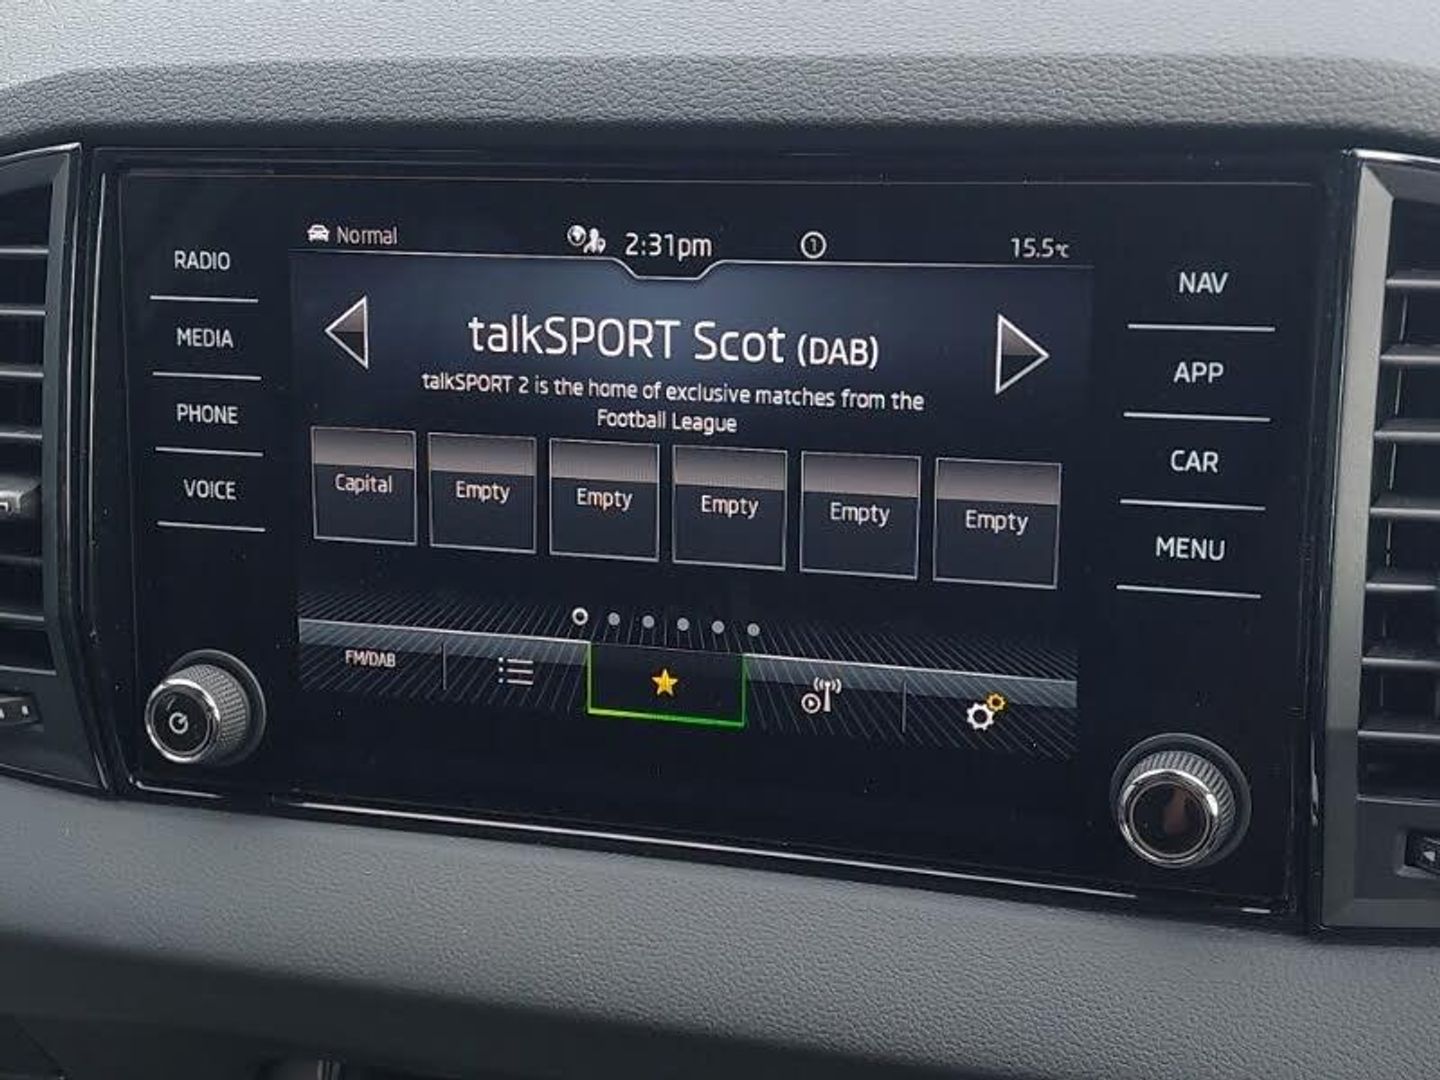 Normal
2:31pm
1
15.5°C
RADIO
MEDIA
PHONE
VOICE
talkSPORT Scot (DAB)
talkSPORT 2 is the home of exclusive matches from the
Football League
Capital
Empty
Empty
Empty
Empty
Empty
FM/DAB
NAV
APP
CAR
MENU